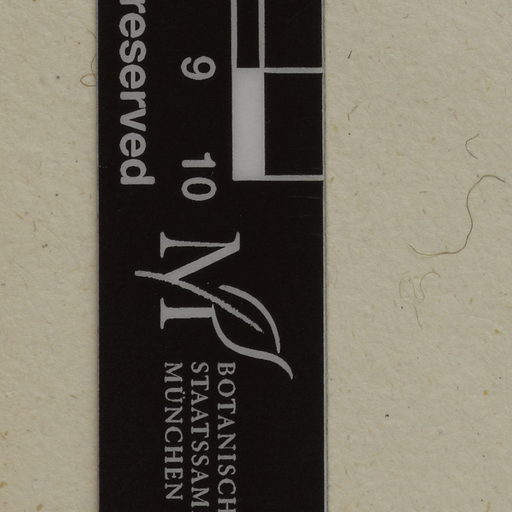 reserved
9 10
M
BOTANISCH
STAATSSAM
MÜNCHEN